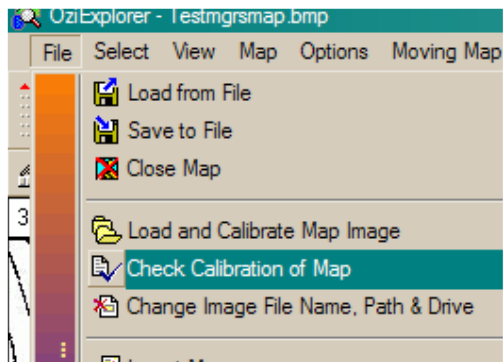 OziExplorer - Testmgrsmap.bmp
File Select View Map Options Moving Map
Load from File
Save to File
Close Map
3
Load and Calibrate Map Image
Check Calibration of Map
Change Image File Name, Path & Drive